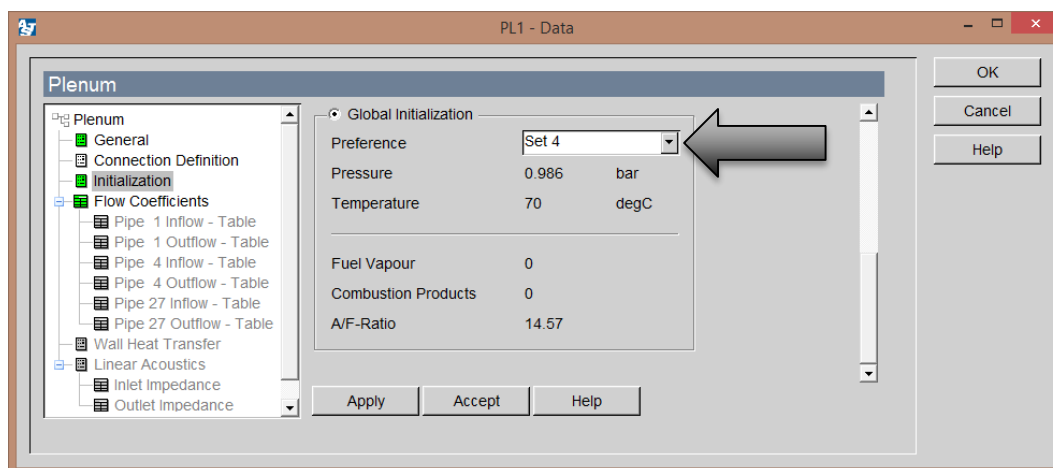 PL1 - Data
Plenum
Plenum
General
Connection Definition
Initialization
Flow Coefficients
Pipe 1 Inflow - Table
Pipe 1 Outflow - Table
Pipe 4 Inflow - Table
Pipe 4 Outflow - Table
Pipe 27 Inflow - Table
Pipe 27 Outflow - Table
Wall Heat Transfer
Linear Acoustics
Inlet Impedance
Outlet Impedance
Global Initialization
Preference Set 4
Pressure 0.986 bar
Temperature 70 degC
Fuel Vapour 0
Combustion Products 0
A/F-Ratio 14.57
Apply Accept Help
OK
Cancel
Help